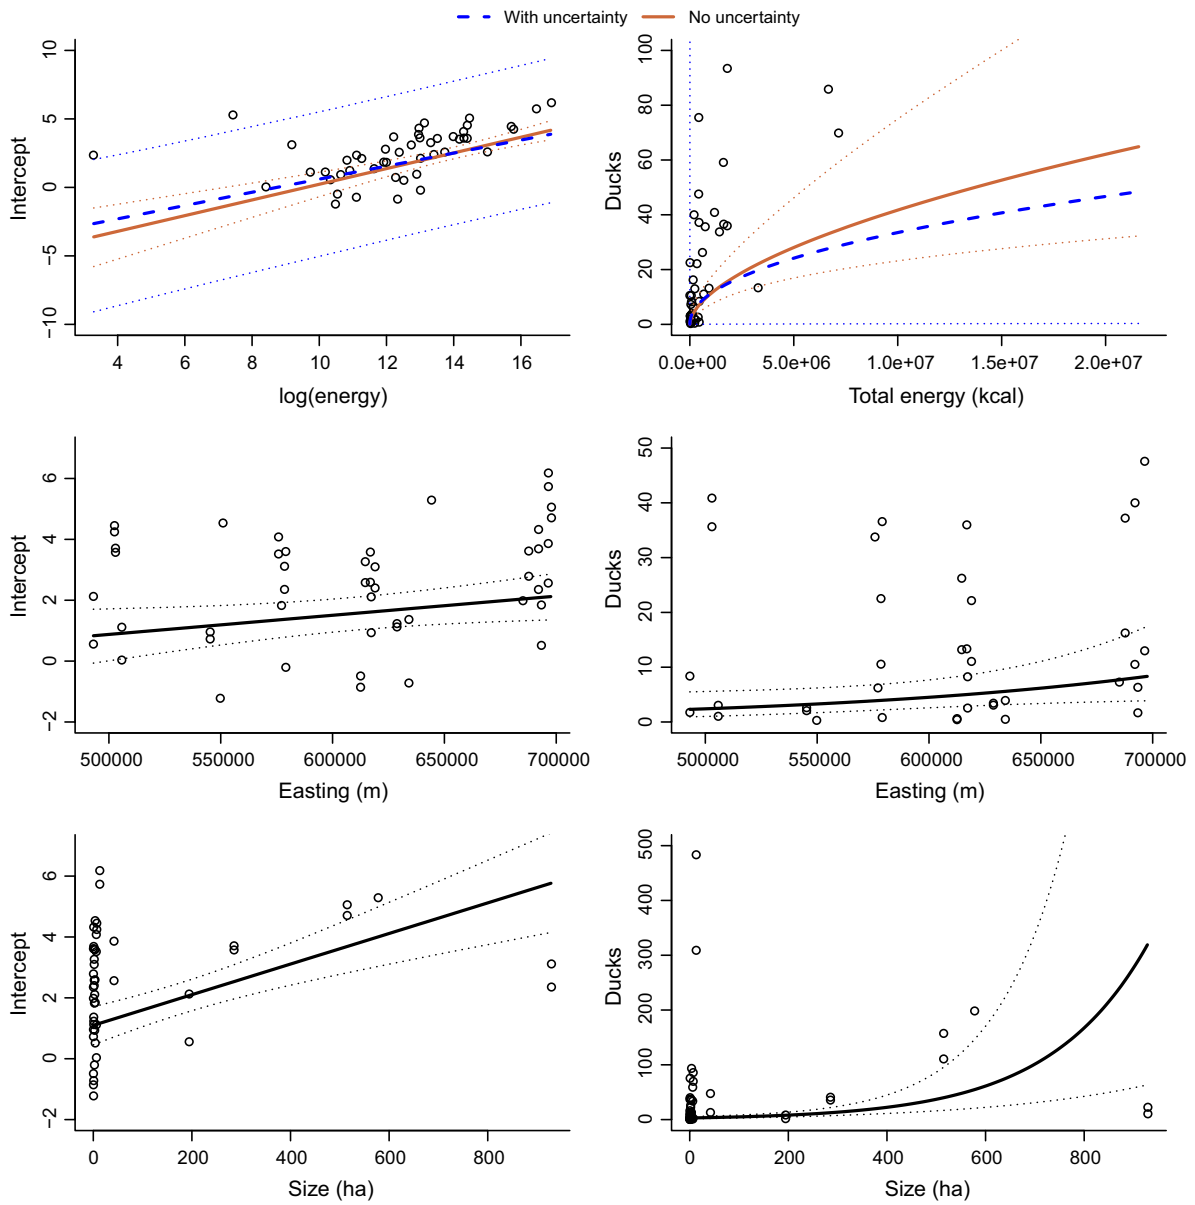 With uncertainty No uncertainty
Intercept
10
5
0
−5
−10
4 6 8 10 12 14 16
log(energy)
Ducks
100
80
60
40
20
0
0.0e+00 5.0e+06 1.0e+07 1.5e+07 2.0e+07
Total energy (kcal)
Intercept
6
4
2
0
−2
500000 550000 600000 650000 700000
Easting (m)
Ducks
50
40
30
20
10
0
500000 550000 600000 650000 700000
Easting (m)
Intercept
6
4
2
0
−2
0 200 400 600 800
Size (ha)
Ducks
500
400
300
200
100
0
0 200 400 600 800
Size (ha)